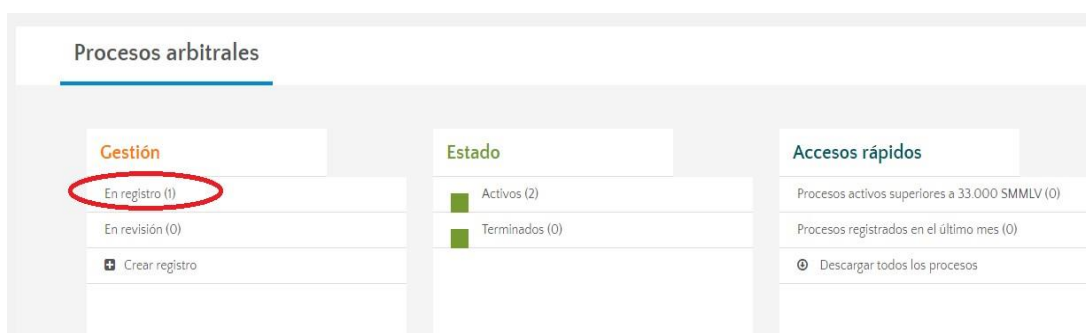 Procesos arbitrales
Gestión
En registro (1)
En revisión (0)
Crear registro
Estado
Activos (2)
Terminados (0)
Accesos rápidos
Procesos activos superiores a 33.000 SMMLV (0)
Procesos registrados en el último mes (0)
Descargar todos los procesos